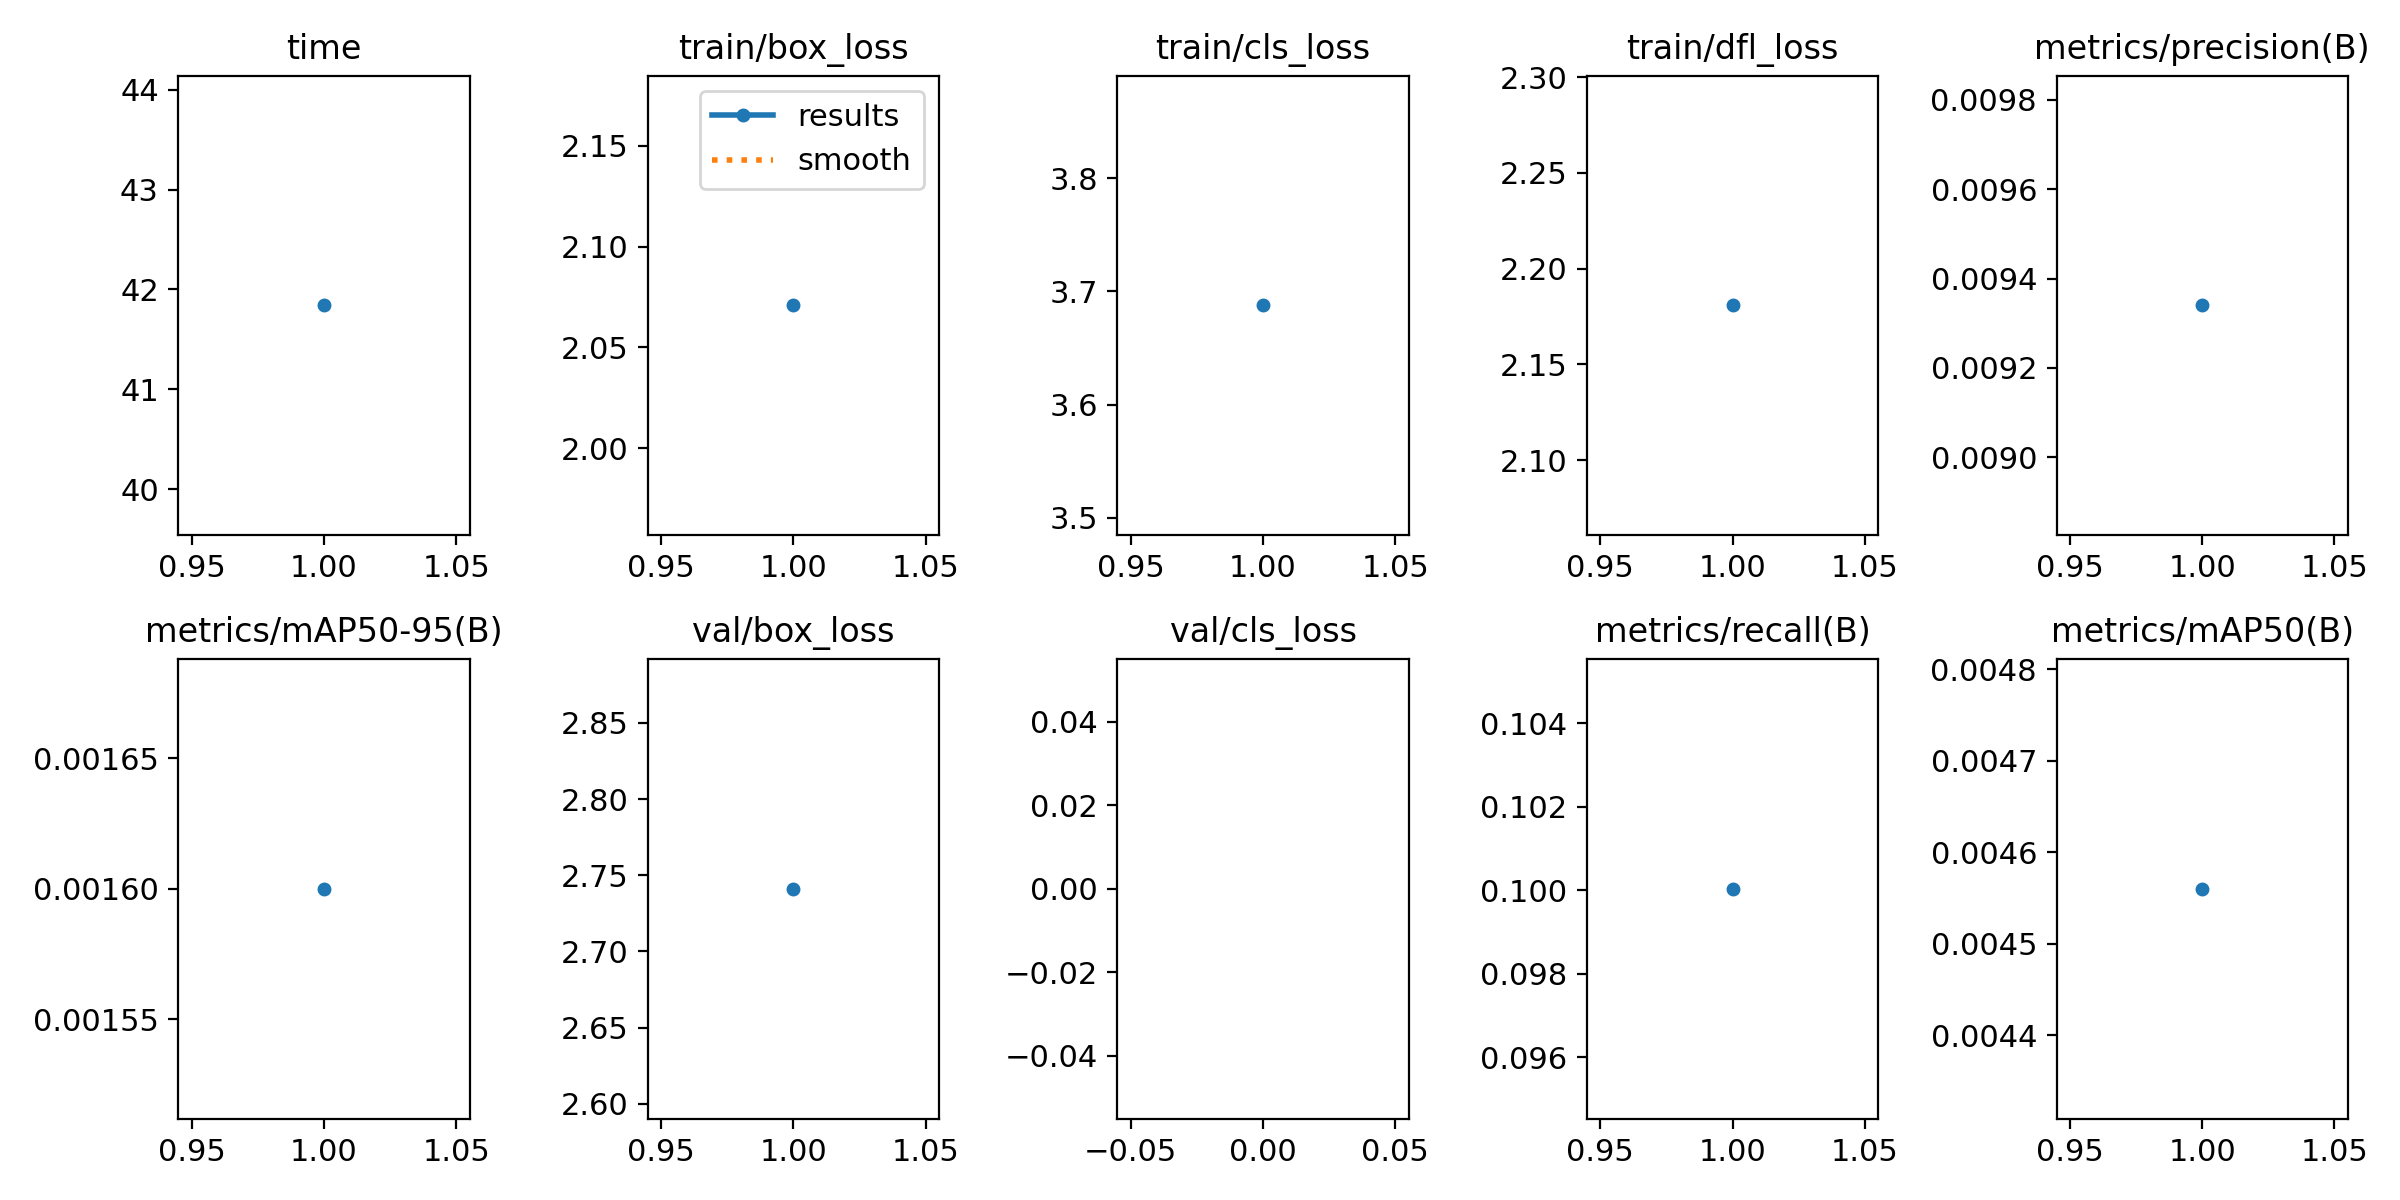 time
44
43
42
41
40
0.95 1.00 1.05
train/box_loss
results
smooth
2.15
2.10
2.05
2.00
0.95 1.00 1.05
train/cls_loss
3.8
3.7
3.6
3.5
0.95 1.00 1.05
train/dfl_loss
2.30
2.25
2.20
2.15
2.10
0.95 1.00 1.05
metrics/precision(B)
0.0098
0.0096
0.0094
0.0092
0.0090
0.95 1.00 1.05
metrics/mAP50-95(B)
0.00165
0.00160
0.00155
0.95 1.00 1.05
val/box_loss
2.85
2.80
2.75
2.70
2.65
2.60
0.95 1.00 1.05
val/cls_loss
0.04
0.02
0.00
−0.02
−0.04
−0.05 0.00 0.05
metrics/recall(B)
0.104
0.102
0.100
0.098
0.096
0.95 1.00 1.05
metrics/mAP50(B)
0.0048
0.0047
0.0046
0.0045
0.0044
0.95 1.00 1.05